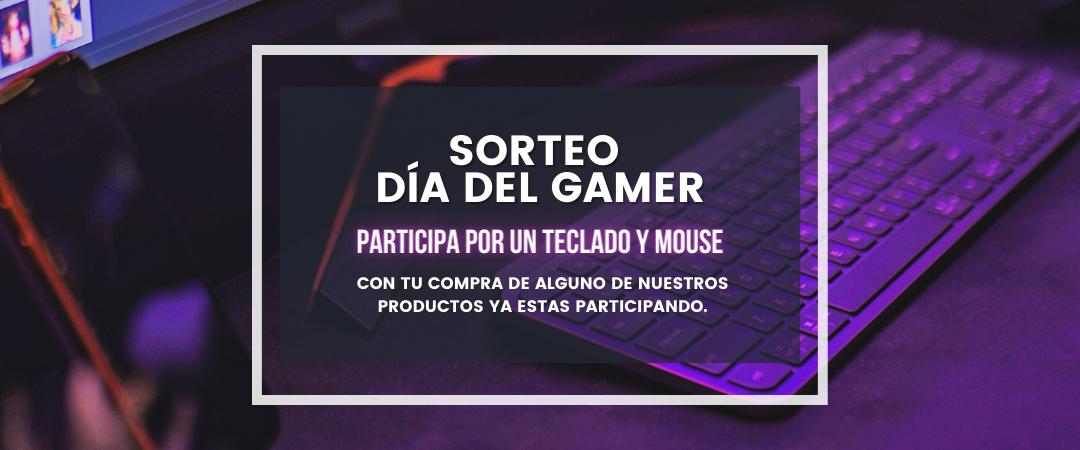 SORTEO
DÍA DEL GAMER
PARTICIPA POR UN TECLADO Y MOUSE
CON TU COMPRA DE ALGUNO DE NUESTROS
PRODUCTOS YA ESTAS PARTICIPANDO.